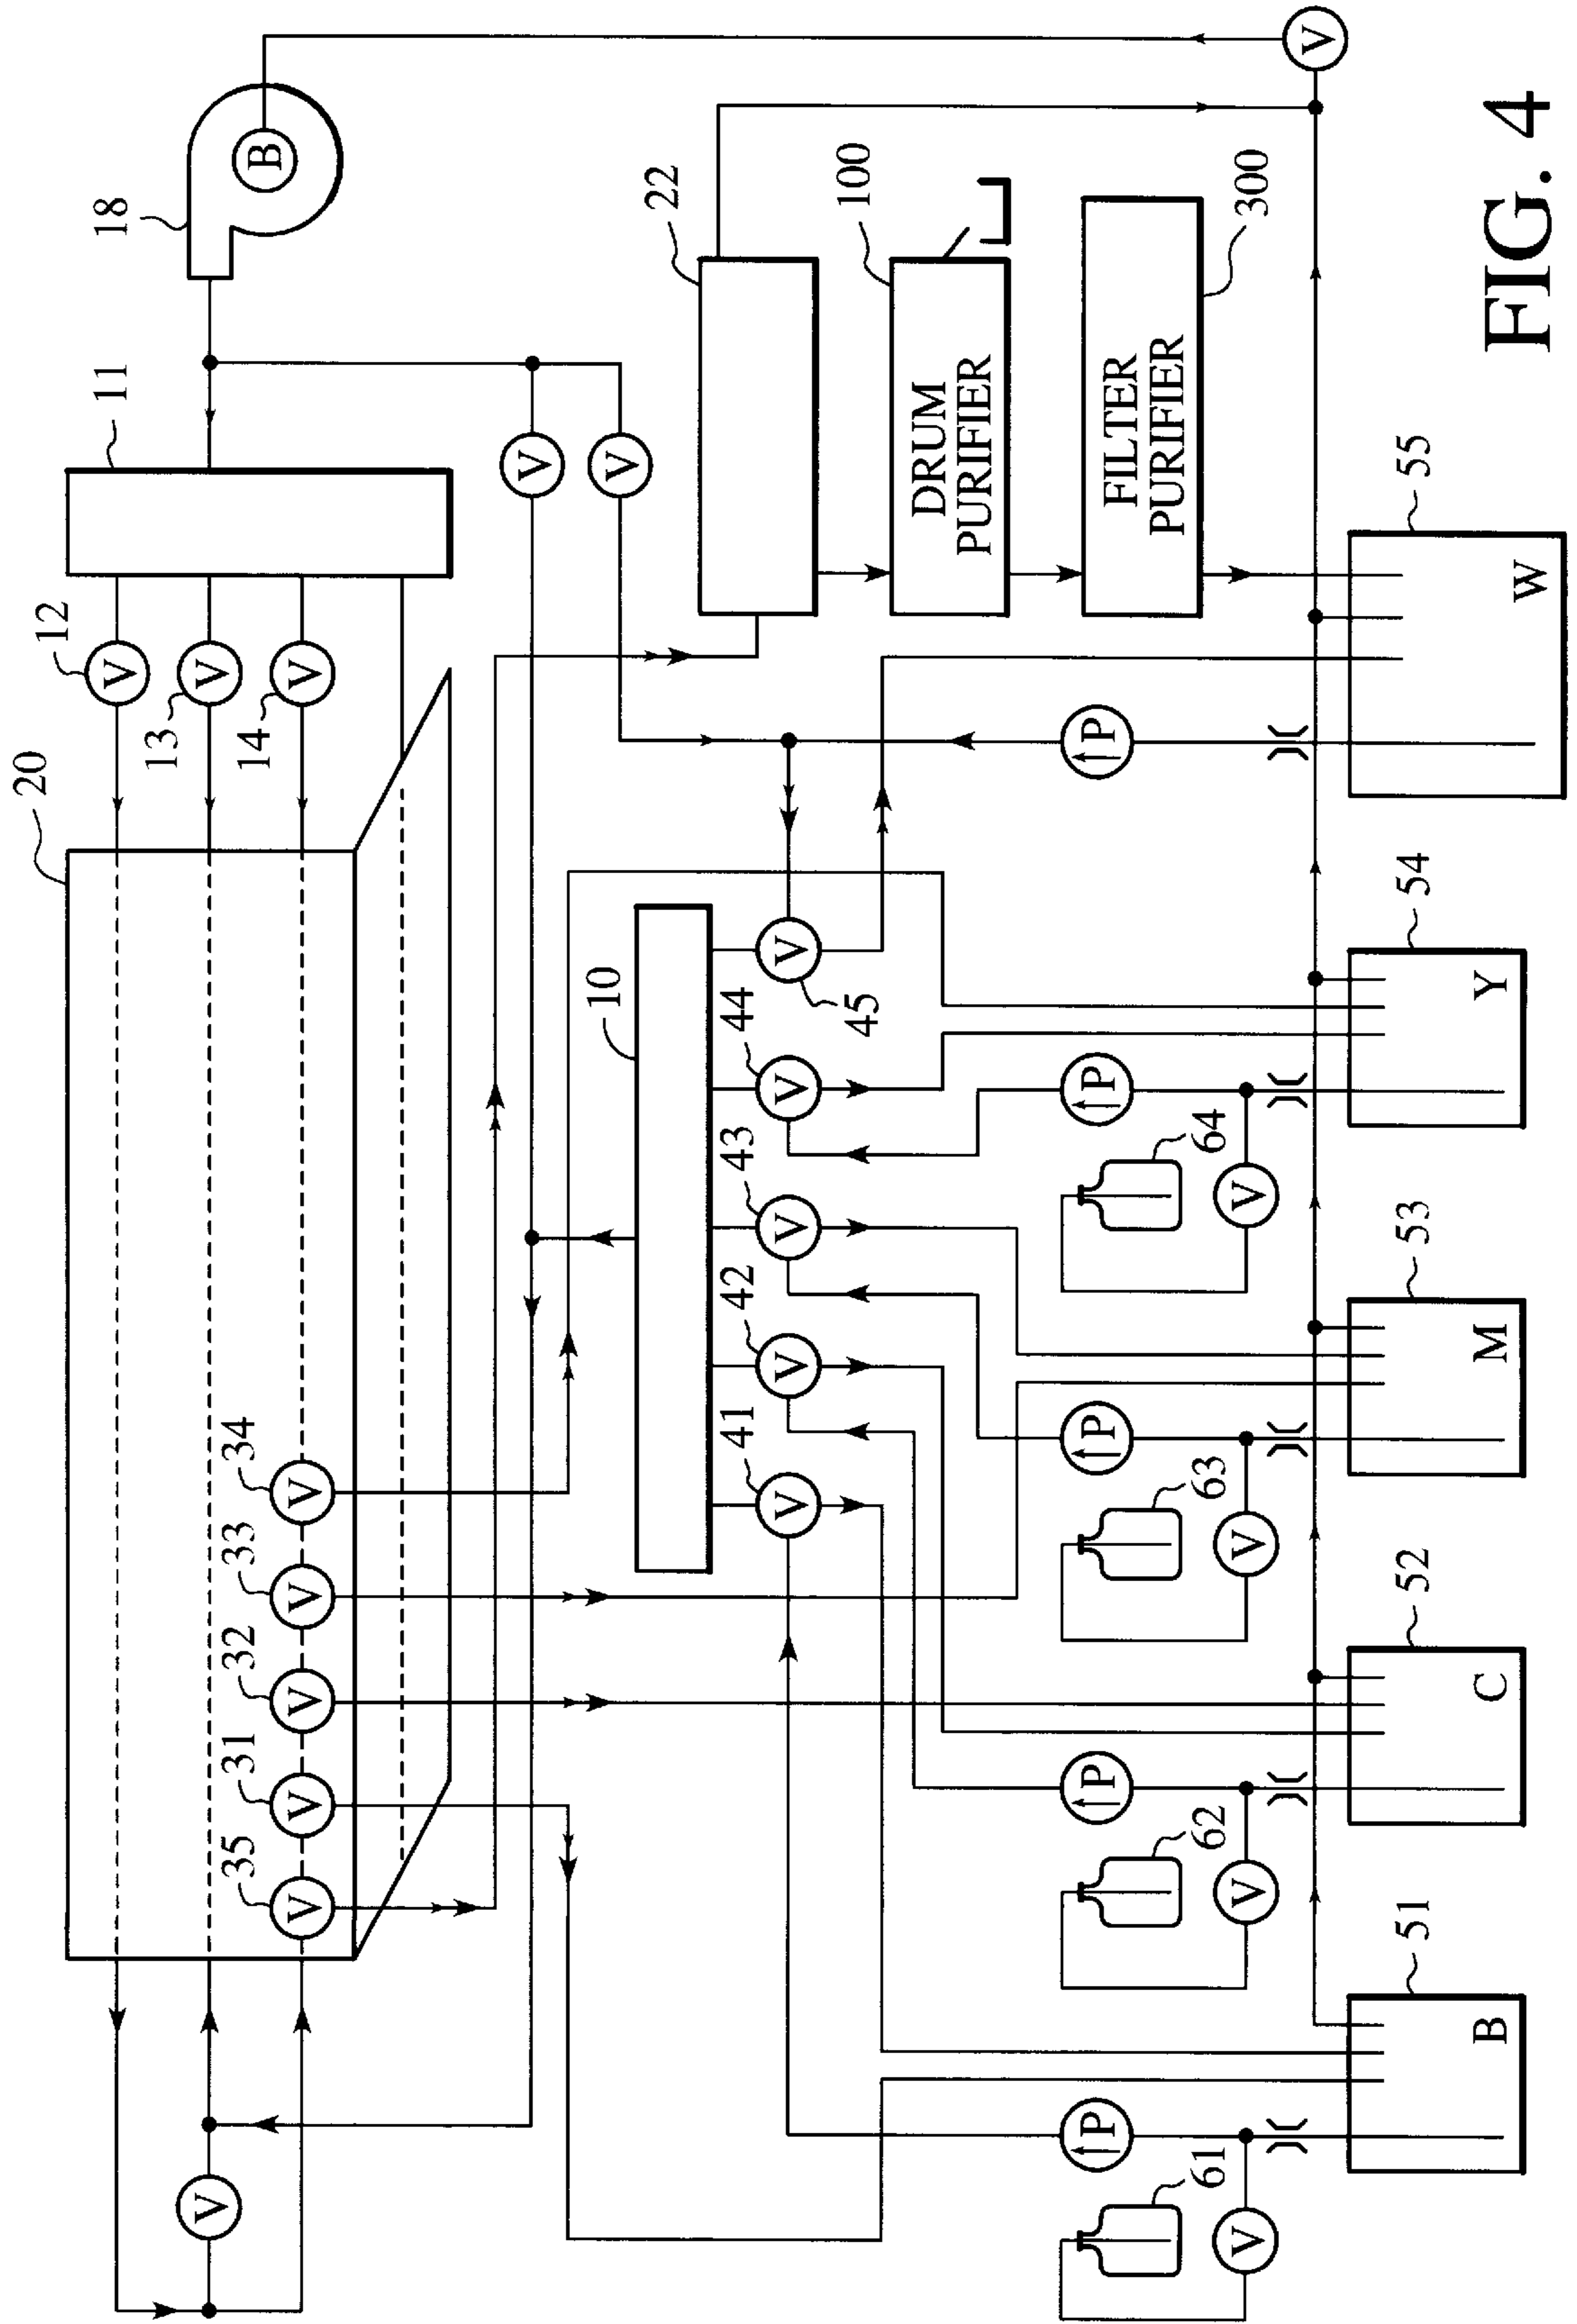 20
12
V
11
18
13
V
V
35
31
32
33
34
14
B
V
V
V
V
V
V
V
10
V
22
41
42
43
44
V
V
V
V
V
45
100
DRUM
PURIFIER
P
P
P
P
P
FILTER
PURIFIER
61
62
63
64
V
V
V
V
300
V
51
52
53
54
55
B
C
M
Y
W
FIG. 4